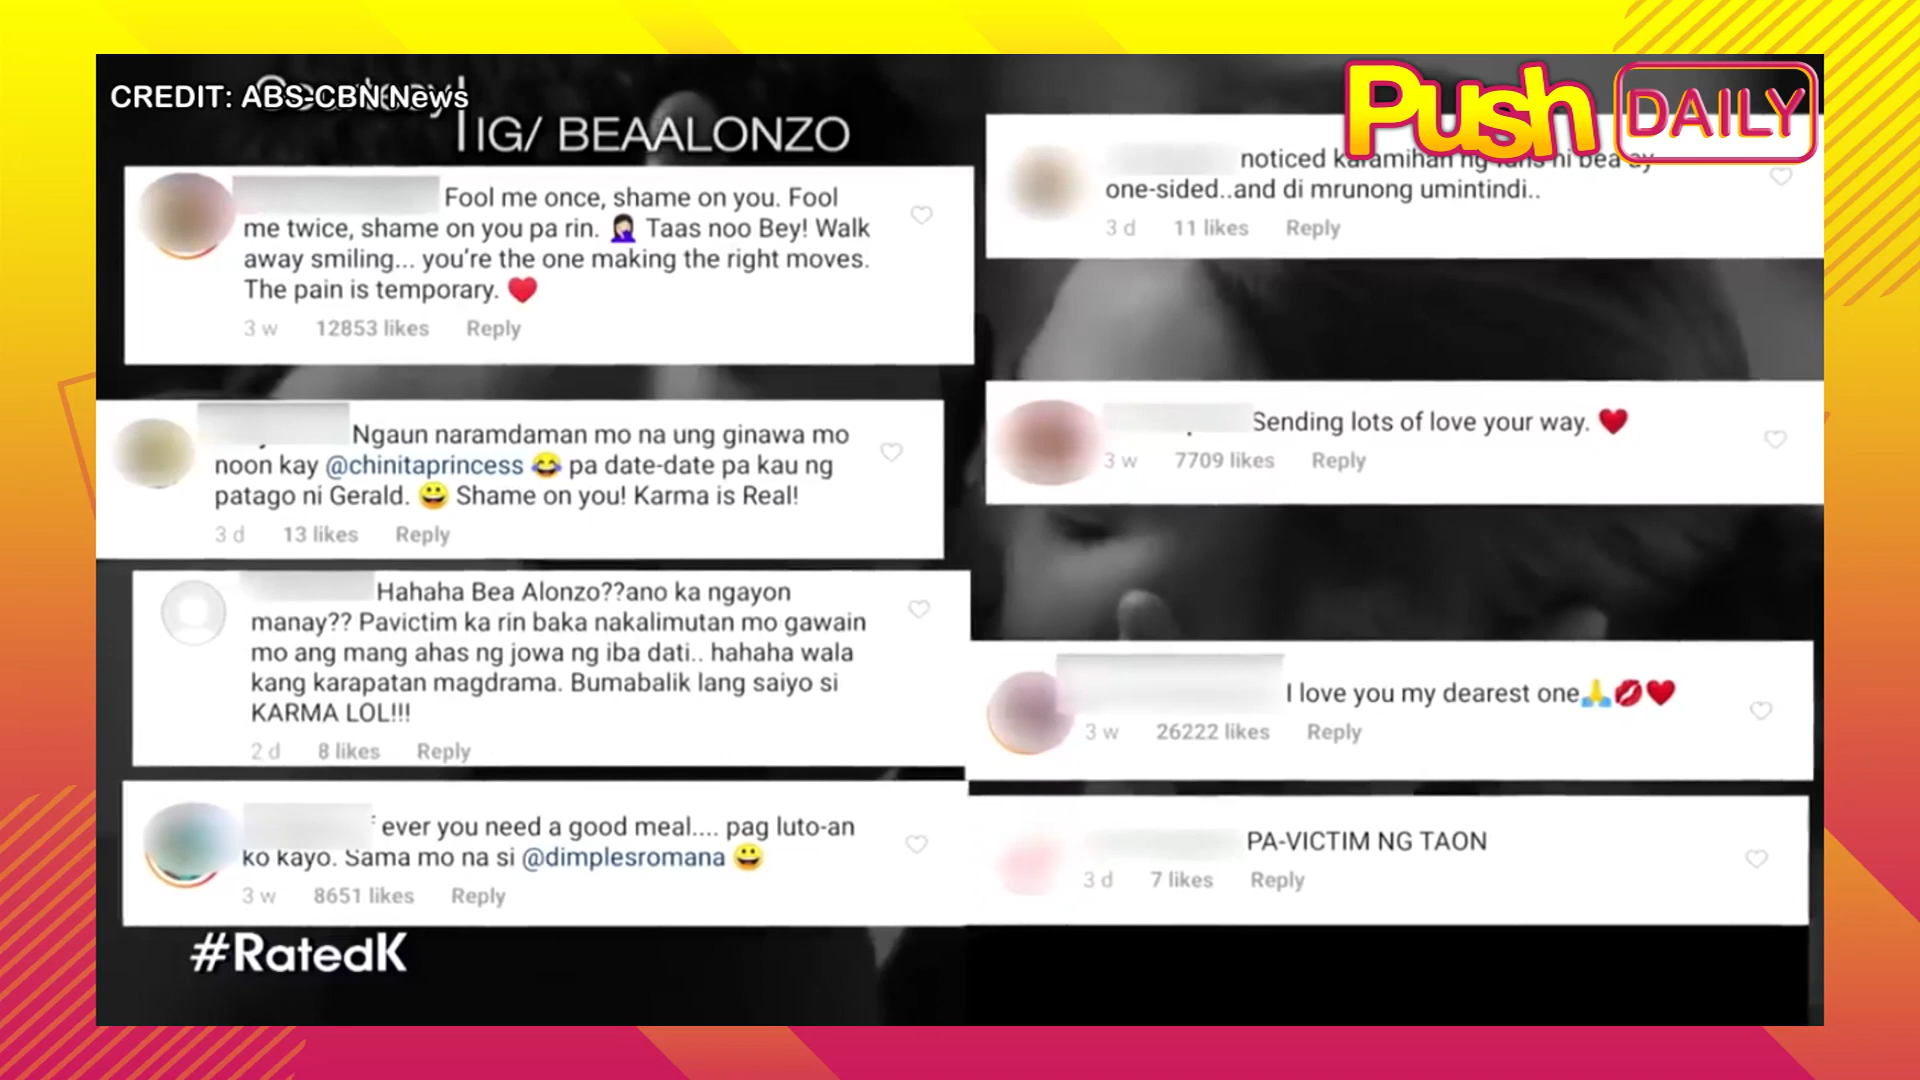 CREDIT: ABS-CBN News
IG/ BEAALONZO
Push DAILY
Fool me once, shame on you. Fool
me twice, shame on you pa rin. 🤦🏻‍♀️ Taas noo Bey! Walk
away smiling... you're the one making the right moves.
The pain is temporary. ❤️
3 w 12853 likes Reply
Ngaun naramdaman mo na ung ginawa mo
noon kay @chinitaprincess 😂 pa date-date pa kau ng
patago ni Gerald. 😀 Shame on you! Karma is Real!
3 d 13 likes Reply
Hahaha Bea Alonzo??ano ka ngayon
manay?? Pavictim ka rin baka nakalimutan mo gawain
mo ang mang ahas ng jowa ng iba dati.. hahaha wala
kang karapatan magdrama. Bumabalik lang saiyo si
KARMA LOL!!!
2 d 8 likes Reply
ever you need a good meal.... pag luto-an
ko kayo. Sama mo na si @dimplesromana 😀
3 w 8651 likes Reply
#RatedK
noticed karamihan ng fans ni bea ay
one-sided..and di mrunong umintindi..
3 d 11 likes Reply
Sending lots of love your way. ❤️
3 w 7709 likes Reply
I love you my dearest one🙏💋❤️
3 w 26222 likes Reply
PA-VICTIM NG TAON
3 d 7 likes Reply